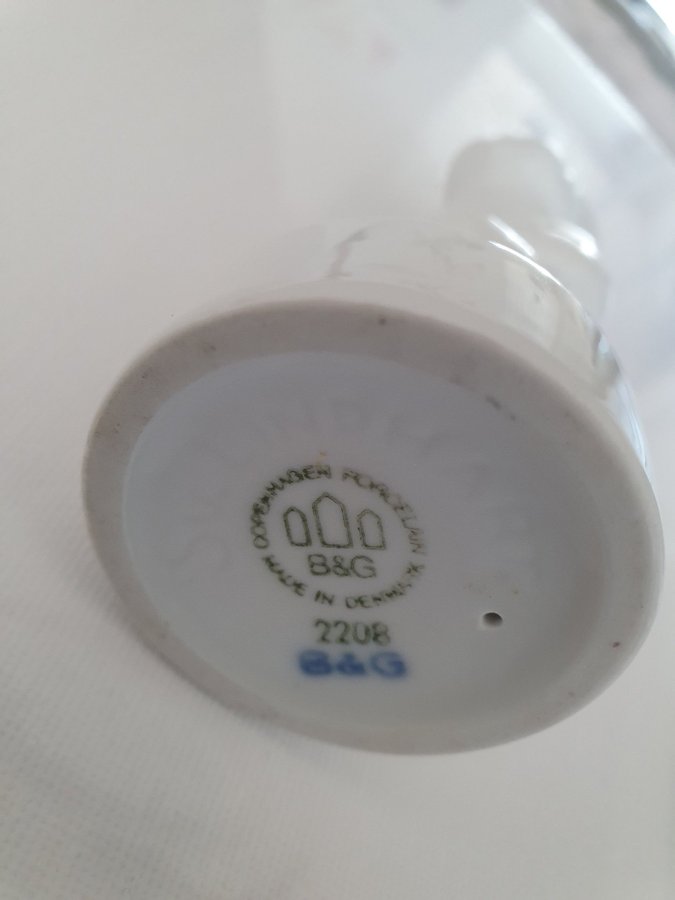 COPENHAGEN PORCELAIN
B&G
MADE IN DENMARK
2208
B&G